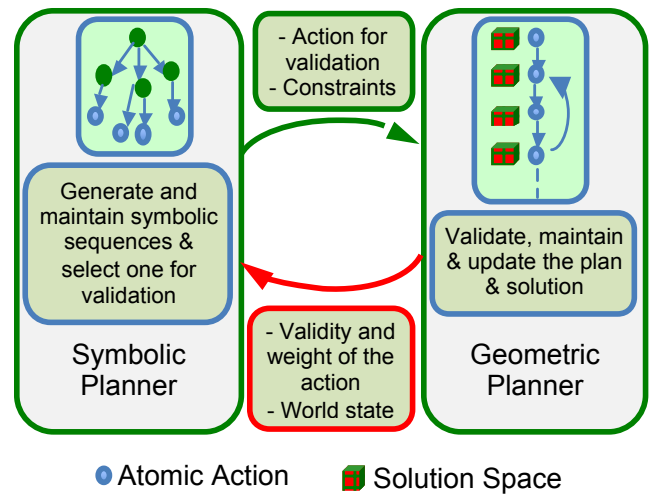 - Action for
validation
- Constraints
Generate and
maintain symbolic
sequences &
select one for
validation
Symbolic
Planner
Validate, maintain
& update the plan
& solution
Geometric
Planner
- Validity and
weight of the
action
- World state
Atomic Action
Solution Space